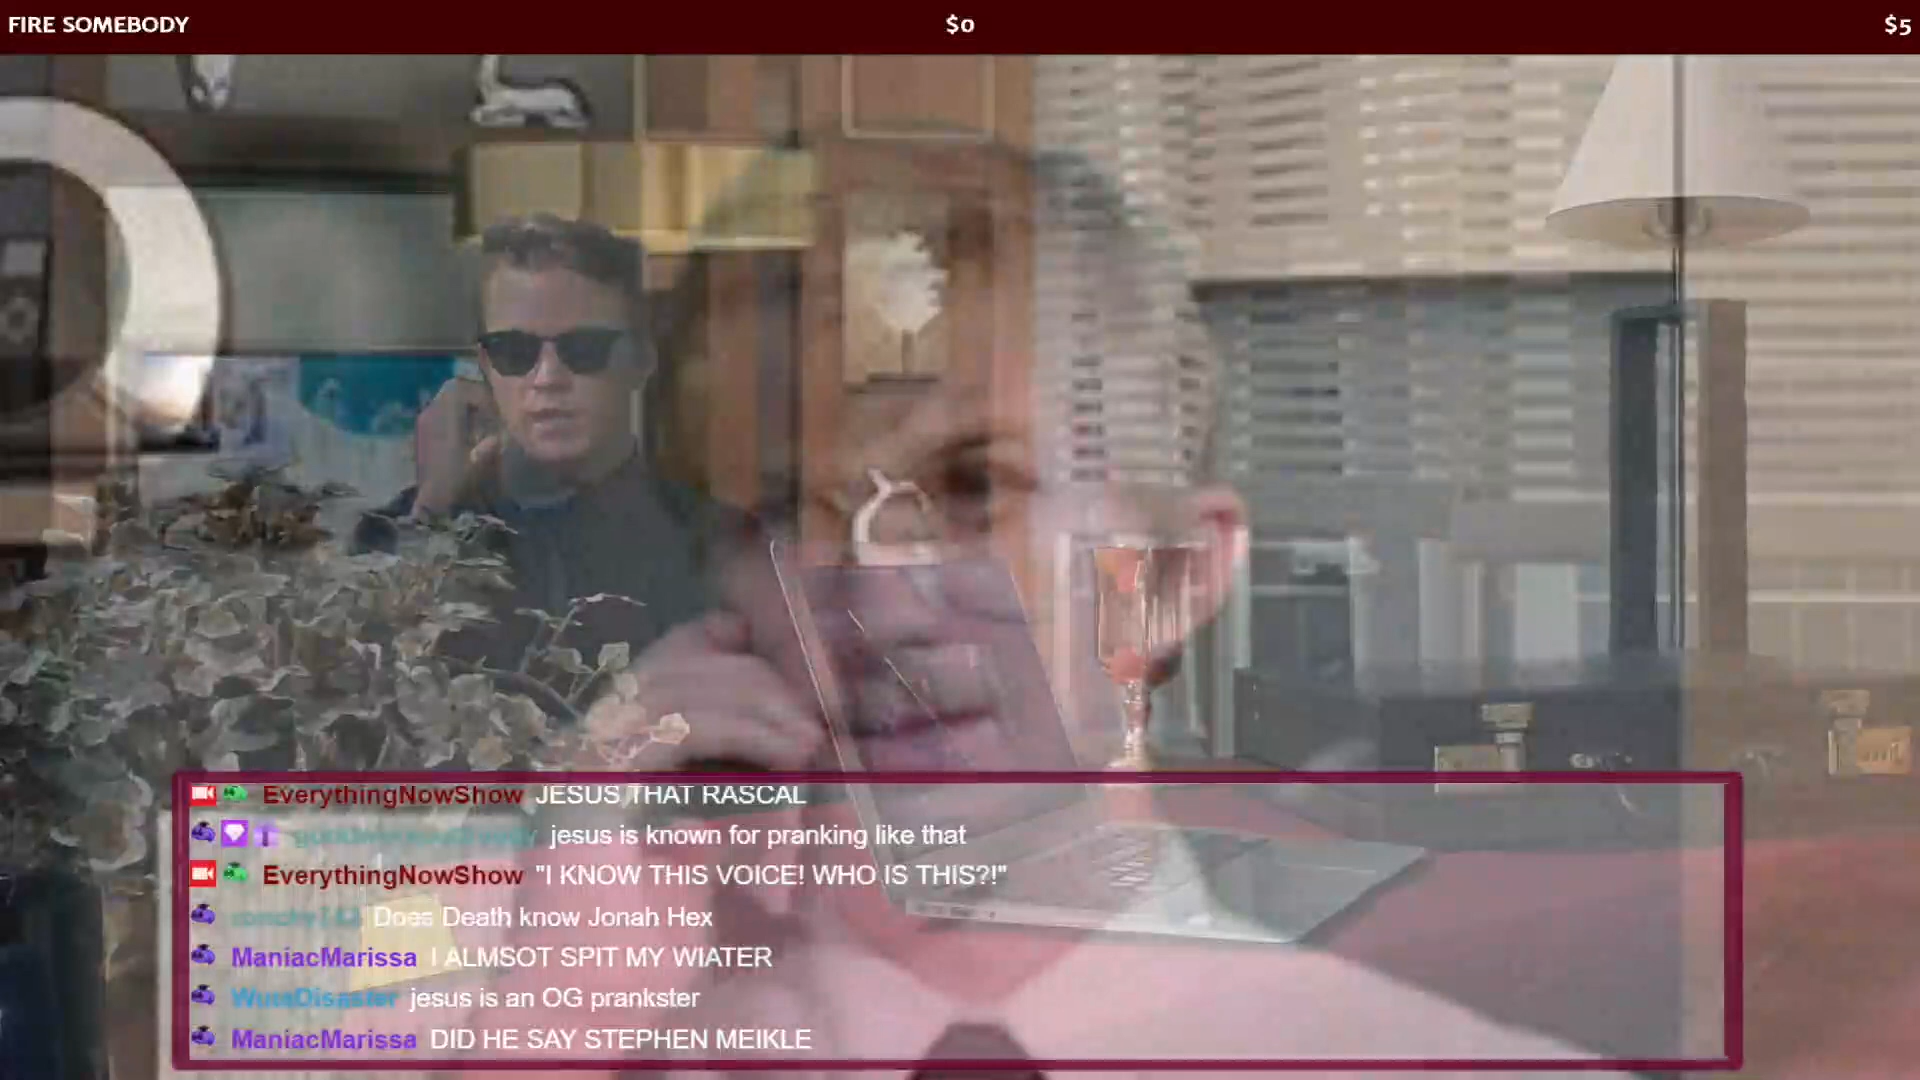 FIRE SOMEBODY $0 $5
EverythingNowShow JESUS THAT RASCAL
jesus is known for pranking like that
EverythingNowShow "I KNOW THIS VOICE! WHO IS THIS?!"
Does Death know Jonah Hex
ManiacMarissa I ALMSOT SPIT MY WIATER
jesus is an OG prankster
ManiacMarissa DID HE SAY STEPHEN MEIKLE